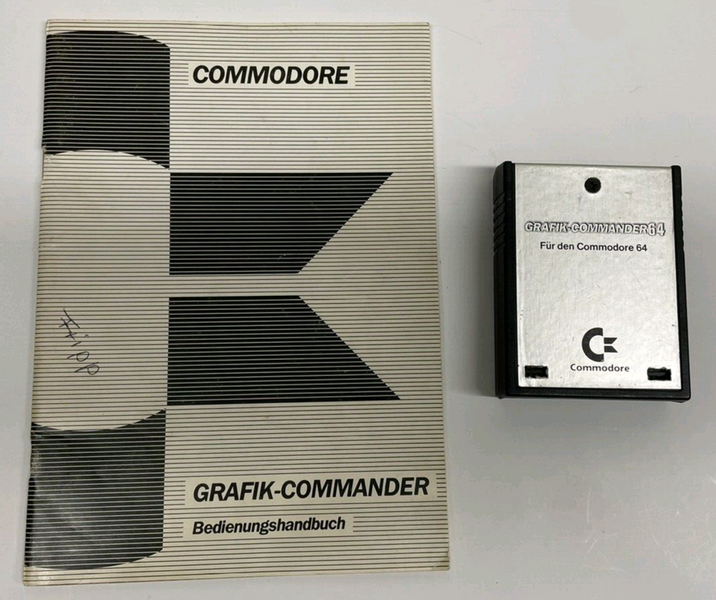 COMMODORE
GRAFIK-COMMANDER
Bedienungshandbuch
GRAFIK-COMMANDER 64
Für den Commodore 64
Commodore